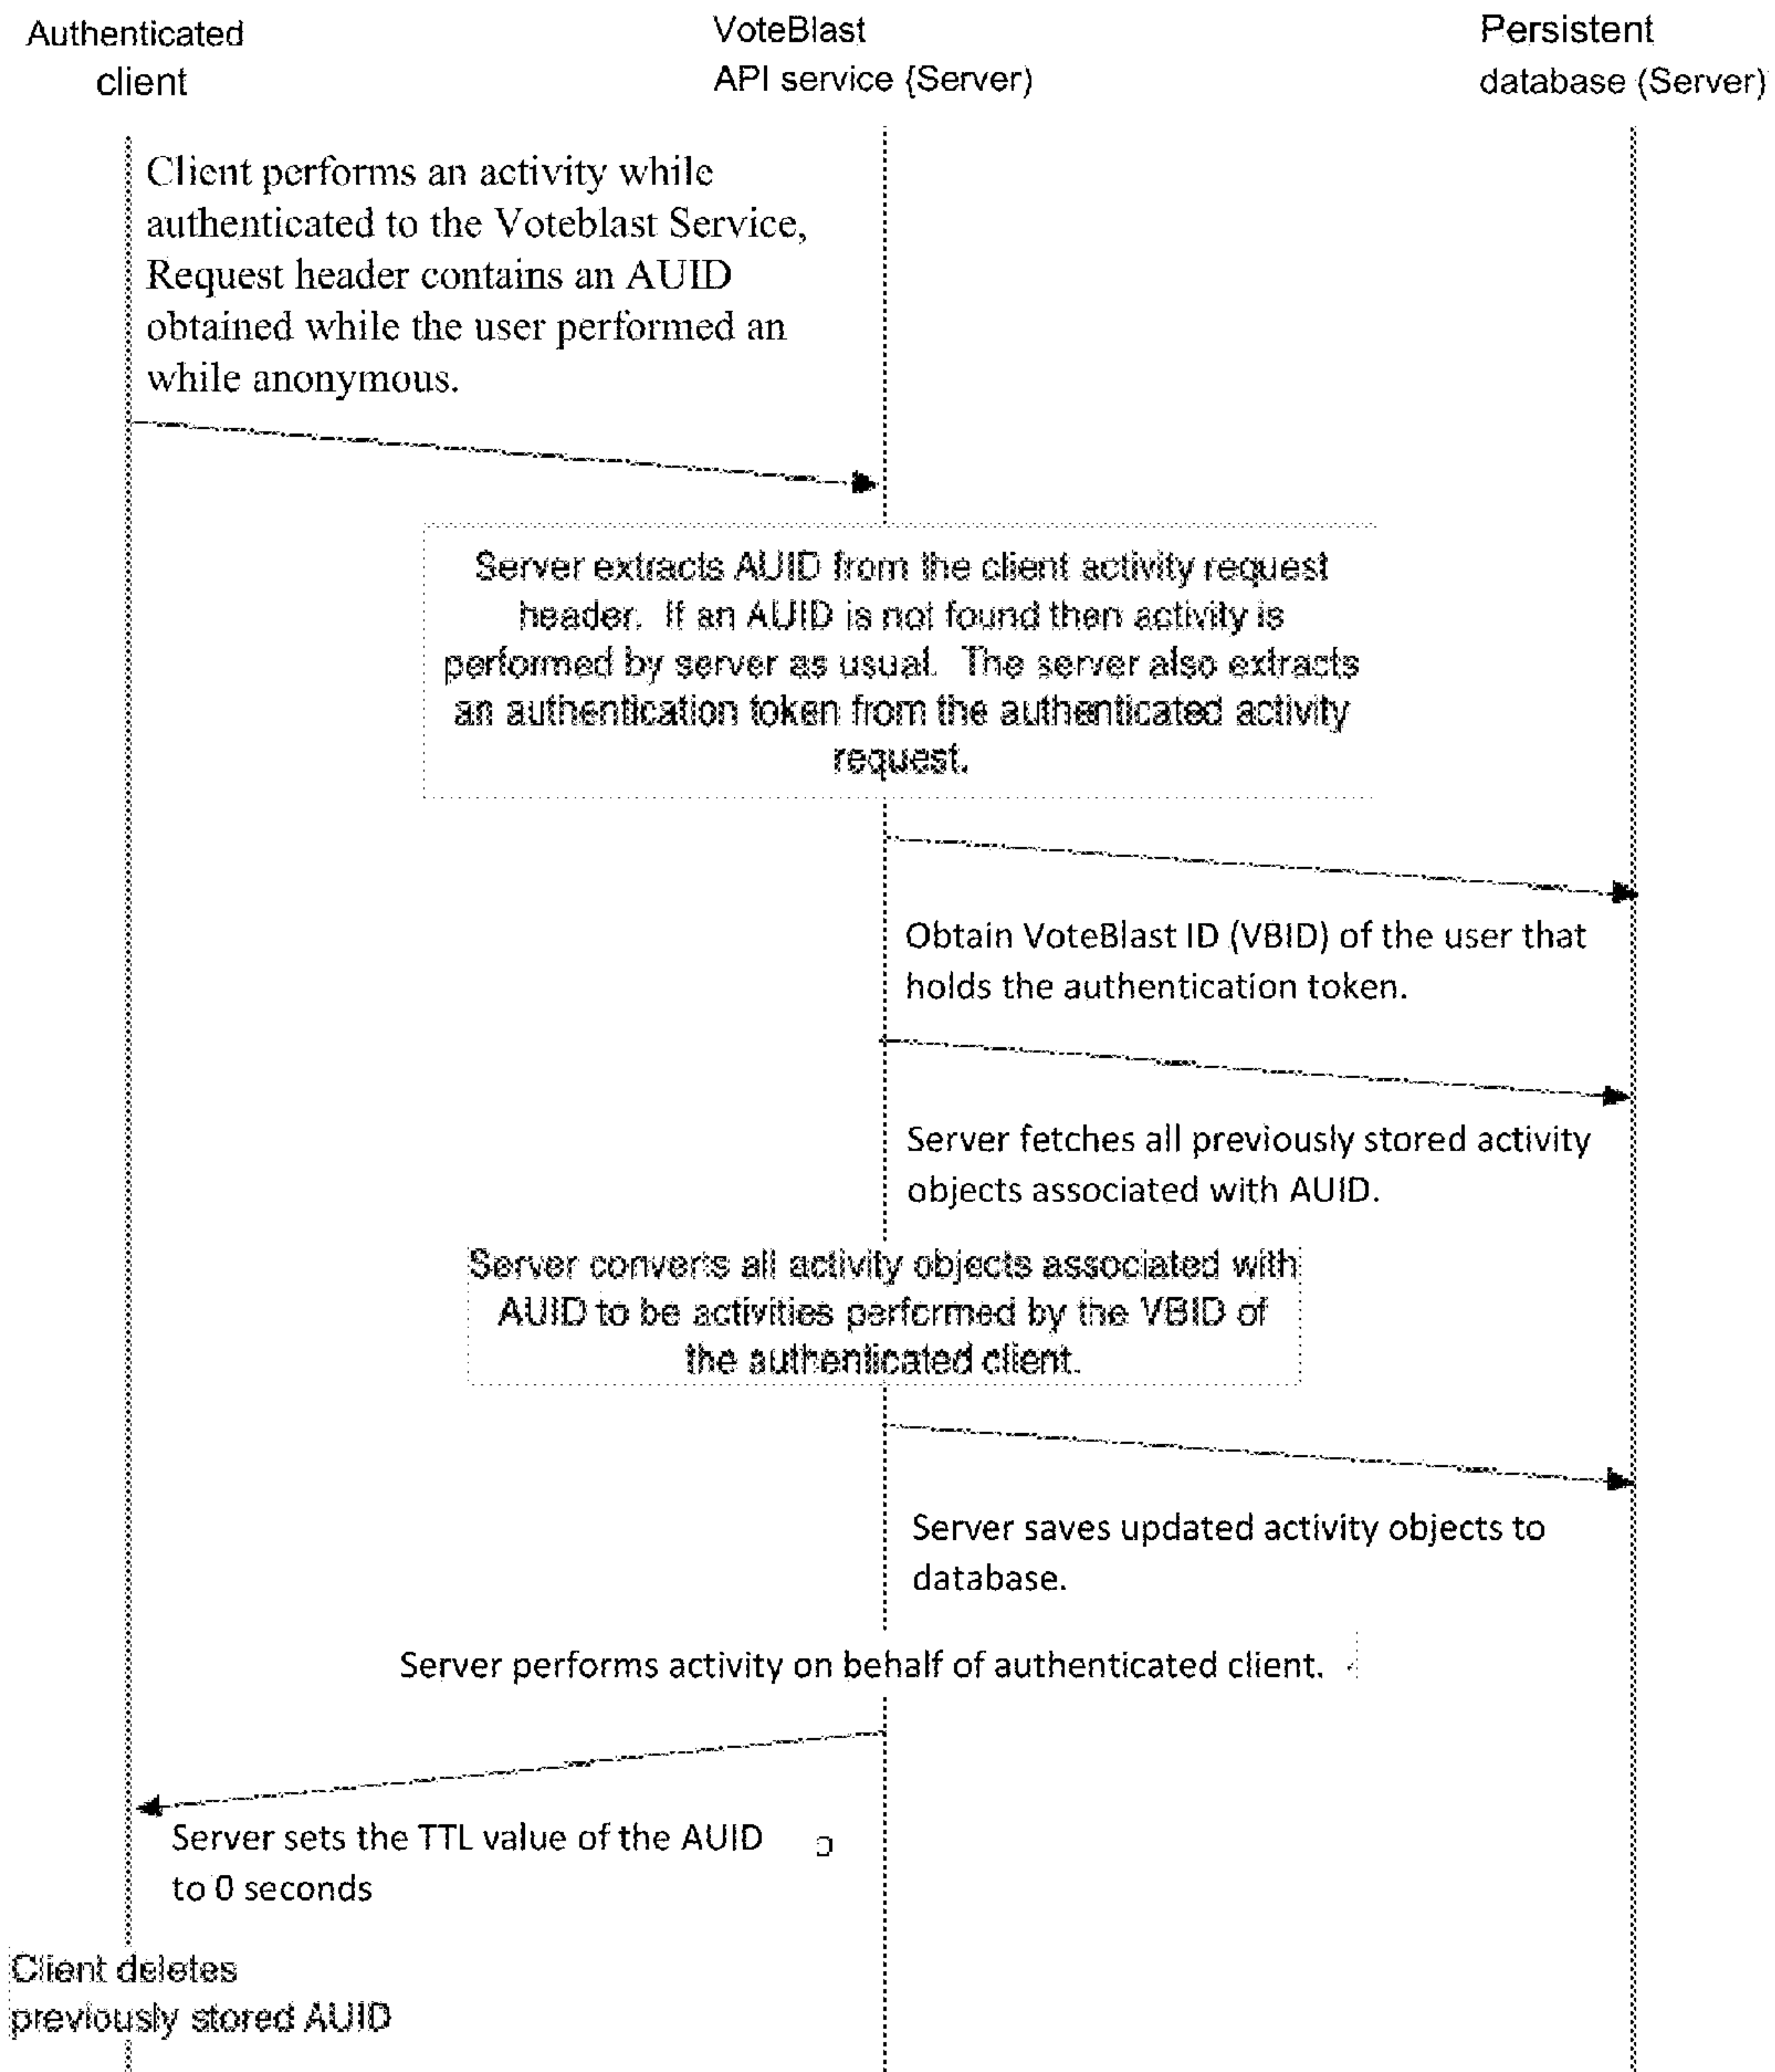 Authenticated
client
VoteBlast
API service {Server)
Persistent
database (Server)
Client performs an activity while
authenticated to the Voteblast Service,
Request header contains an AUID
obtained while the user performed an
while anonymous.
Server extracts AUID from the client activity request
header. If an AUID is not found then activity is
performed by server as usual. The server also extracts
an authentication token from the authenticated activity
request.
Obtain VoteBlast ID (VBID) of the user that
holds the authentication token.
Server fetches all previously stored activity
objects associated with AUID.
Server converts all activity objects associated with
AUID to be activities performed by the VBID of
the authenticated client.
Server saves updated activity objects to
database.
Server performs activity on behalf of authenticated client.
Server sets the TTL value of the AUID
to 0 seconds
Client deletes
previously stored AUID